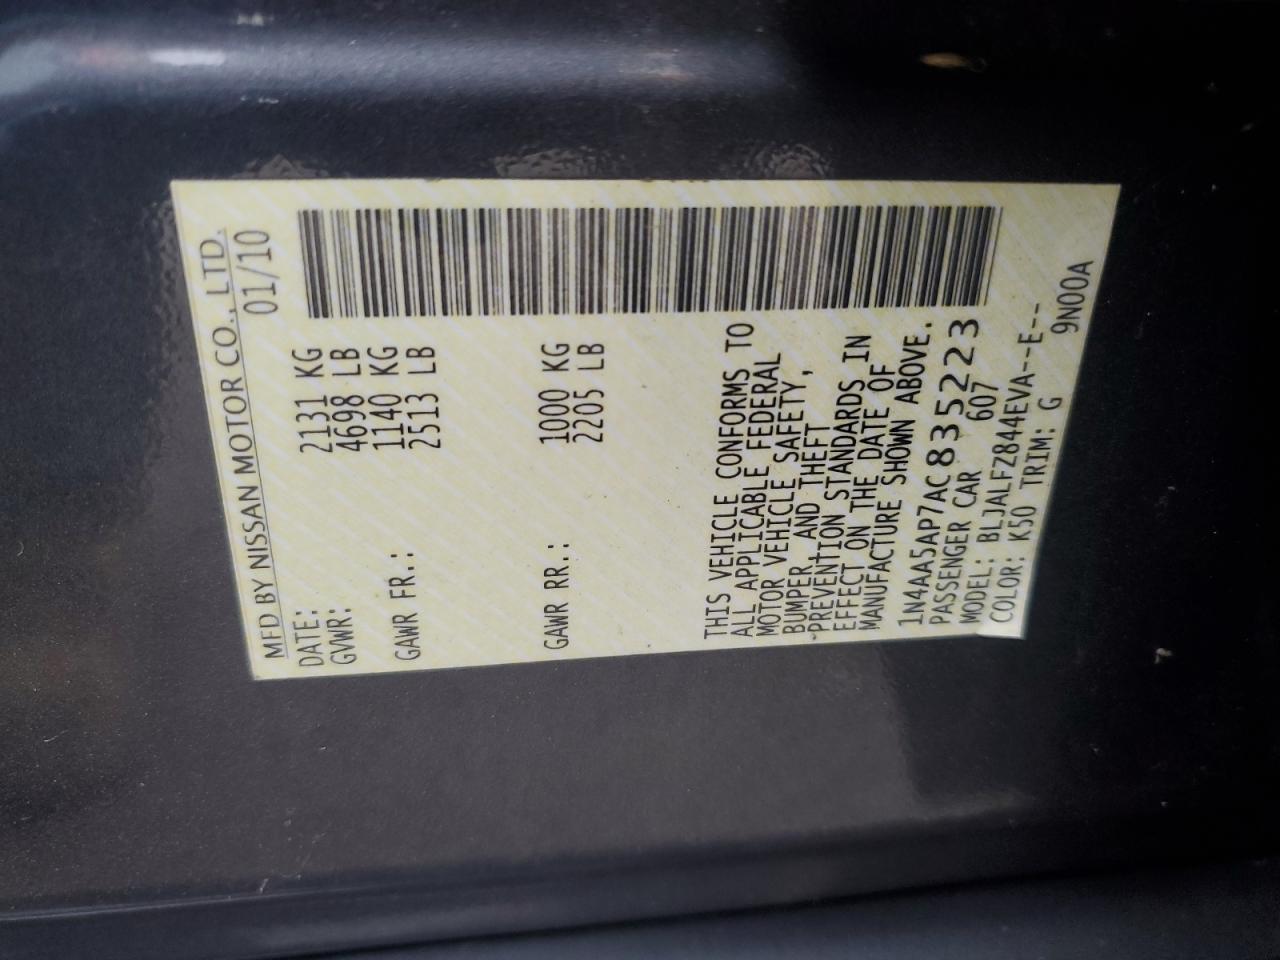 MFD BY NISSAN MOTOR CO., LTD.
DATE: 01/10
GVWR: 2131 KG
4698 LB
GAWR FR.: 1140 KG
2513 LB
GAWR RR.: 1000 KG
2205 LB
THIS VEHICLE CONFORMS TO
ALL APPLICABLE FEDERAL
MOTOR VEHICLE SAFETY,
BUMPER, AND THEFT
PREVENTION STANDARDS IN
EFFECT ON THE DATE OF
MANUFACTURE SHOWN ABOVE.
1N4AA5AP7AC835223
PASSENGER CAR 607
MODEL: BLJALFZ844EVA--E--
COLOR: K50 TRIM: G 9N00A